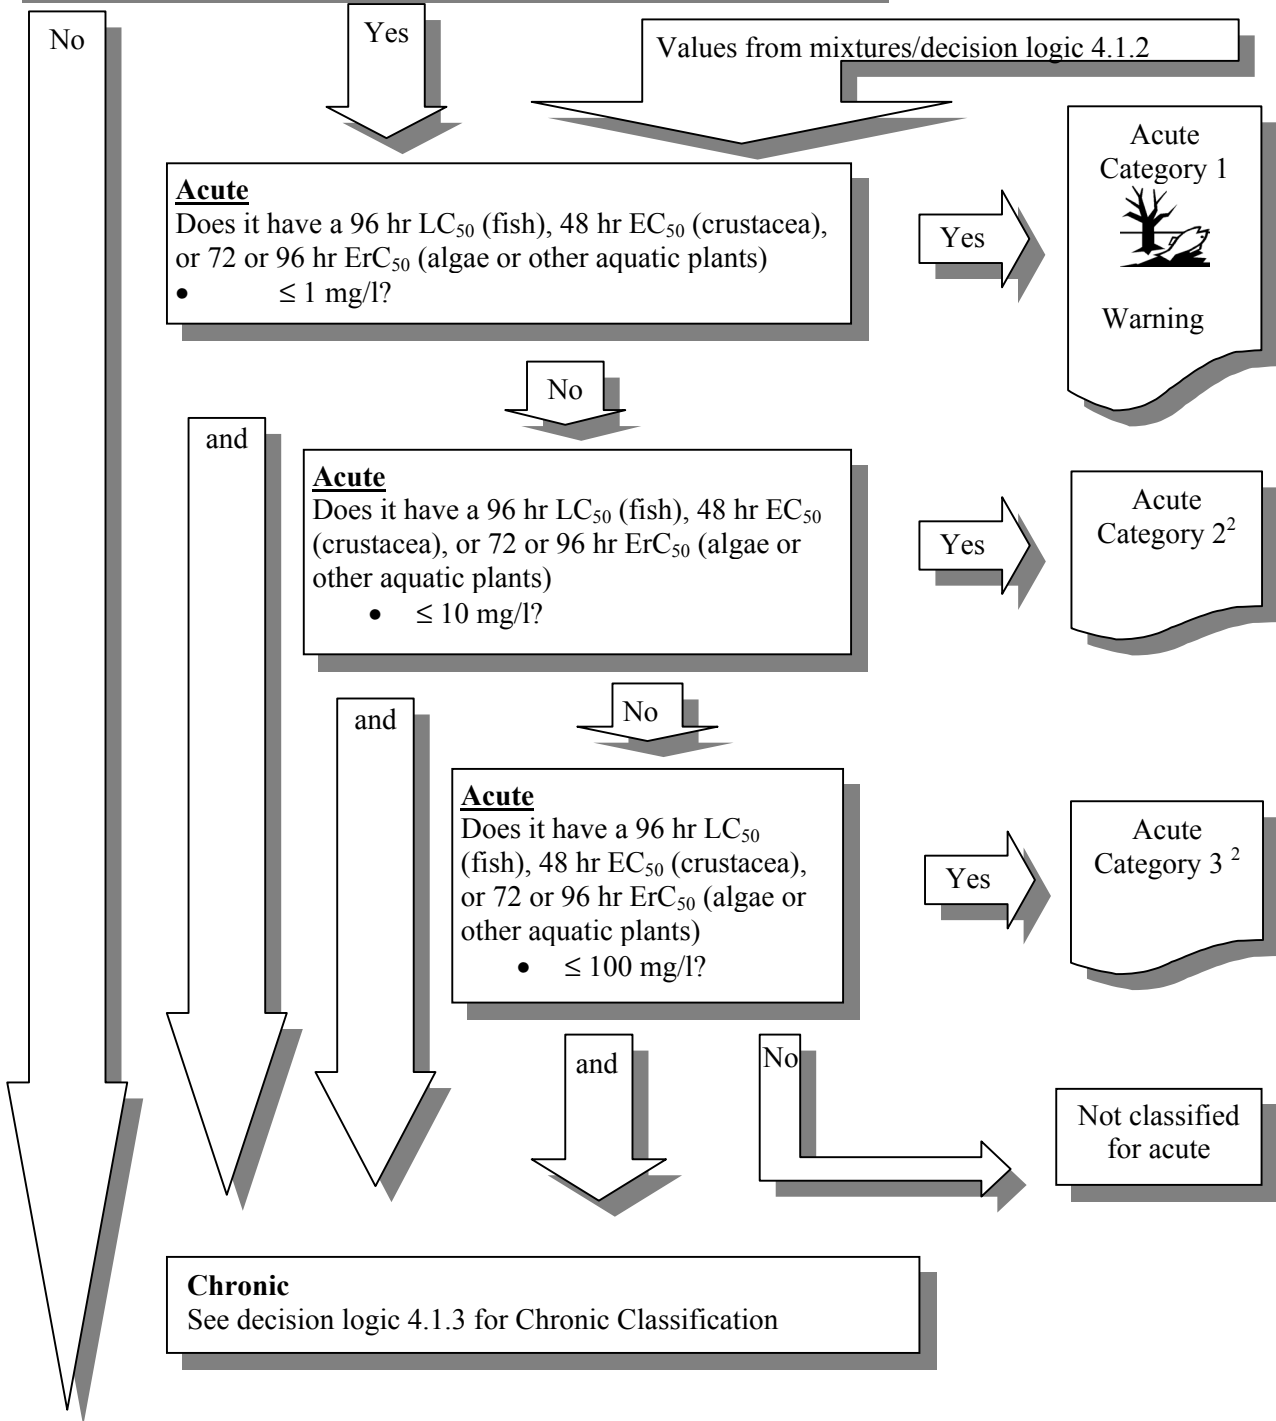 No
Yes
Values from mixtures/decision logic 4.1.2
Acute
Does it have a 96 hr LC50 (fish), 48 hr EC50 (crustacea),
or 72 or 96 hr ErC50 (algae or other aquatic plants)
• ≤ 1 mg/l?
Yes
Acute
Category 1
Warning
No
and
Acute
Does it have a 96 hr LC50 (fish), 48 hr EC50
(crustacea), or 72 or 96 hr ErC50 (algae or
other aquatic plants)
• ≤ 10 mg/l?
Yes
Acute
Category 2²
and
No
Acute
Does it have a 96 hr LC50
(fish), 48 hr EC50 (crustacea),
or 72 or 96 hr ErC50 (algae or
other aquatic plants)
• ≤ 100 mg/l?
Yes
Acute
Category 3 ²
and
No
Not classified
for acute
Chronic
See decision logic 4.1.3 for Chronic Classification